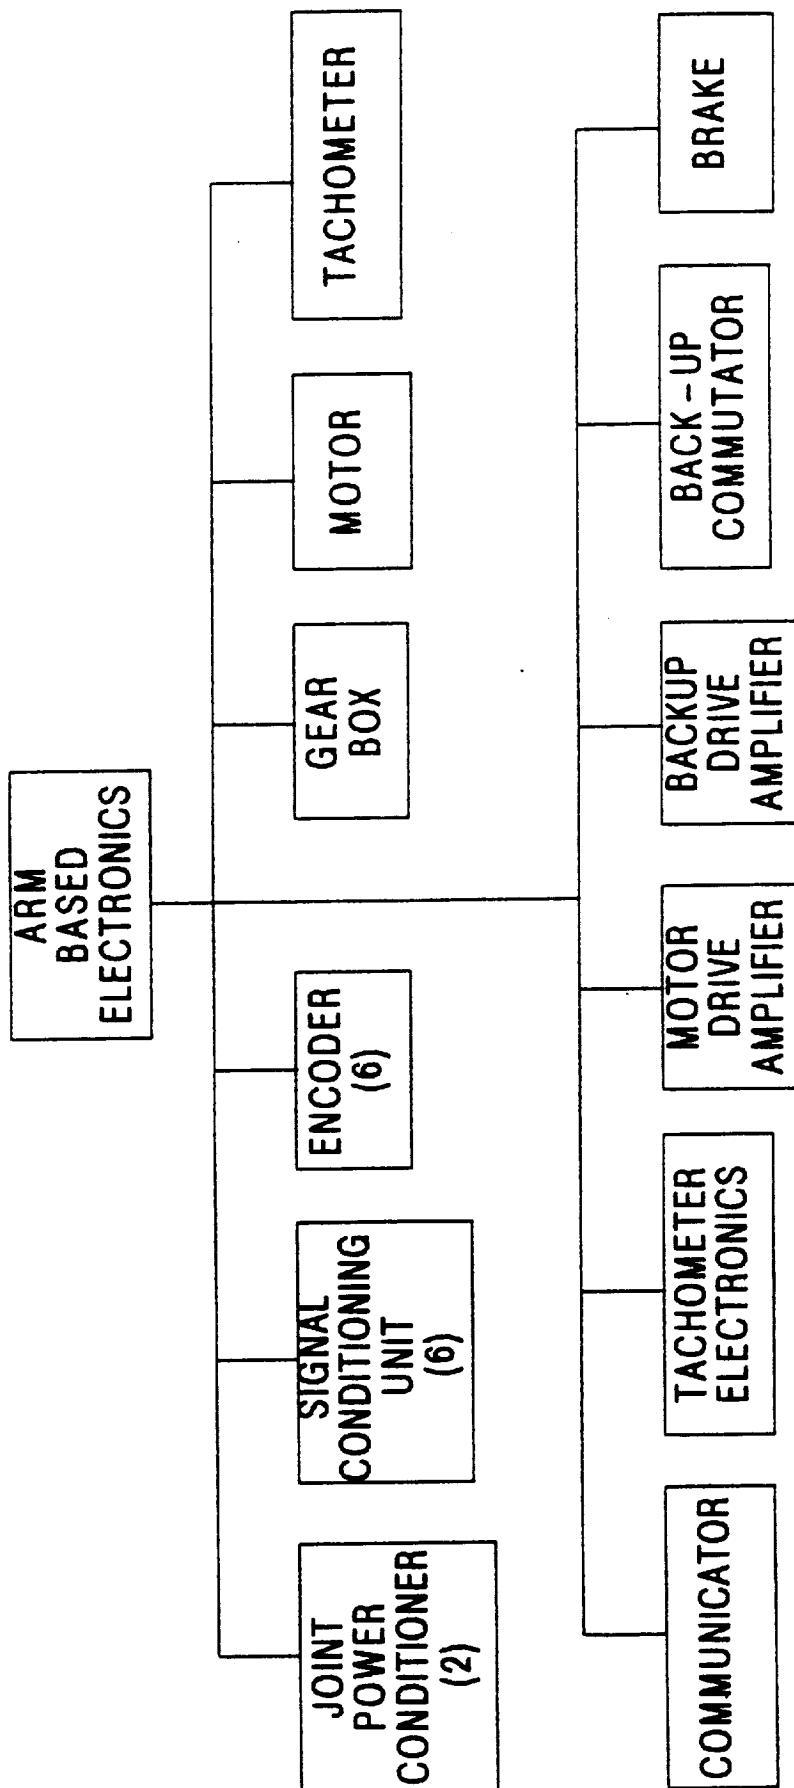 ARM
BASED
ELECTRONICS
JOINT
POWER
CONDITIONER
(2)
SIGNAL
CONDITIONING
UNIT
(6)
ENCODER
(6)
GEAR
BOX
MOTOR
TACHOMETER
COMMUNICATOR
TACHOMETER
ELECTRONICS
MOTOR
DRIVE
AMPLIFIER
BACKUP
DRIVE
AMPLIFIER
BACK-UP
COMMUTATOR
BRAKE